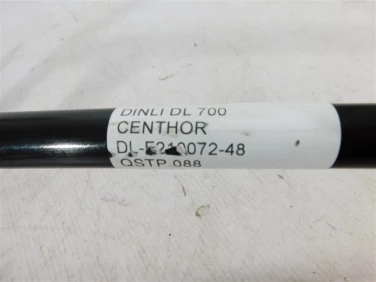 DINLI DL 700
CENTHOR
QSTP 088